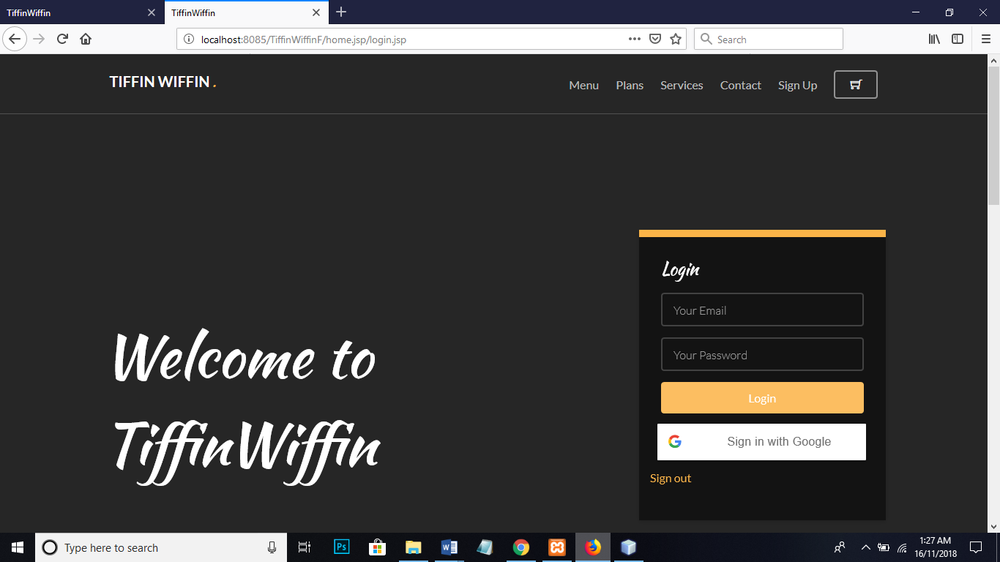 TiffinWiffin
TiffinWiffin
localhost:8085/TiffinWiffinF/home.jsp/login.jsp
Search
TIFFIN WIFFIN .
Menu Plans Services Contact Sign Up
Login
Your Email
Your Password
Login
Sign in with Google
Sign out
Welcome to
TiffinWiffin
Ps
W
Type here to search
1:27 AM
16/11/2018